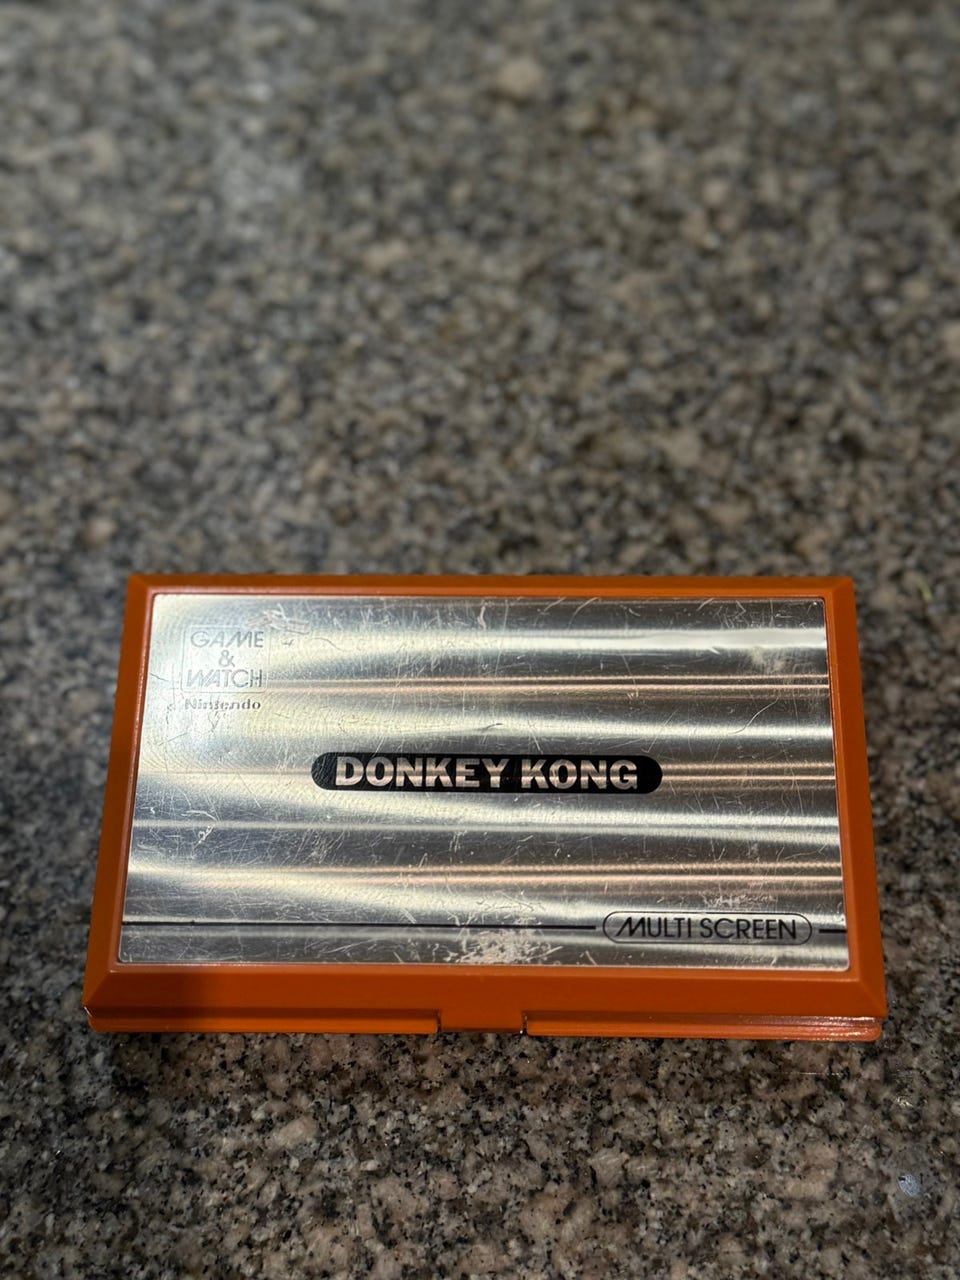 GAME
&
WATCH
Nintendo
DONKEY KONG
MULTI SCREEN